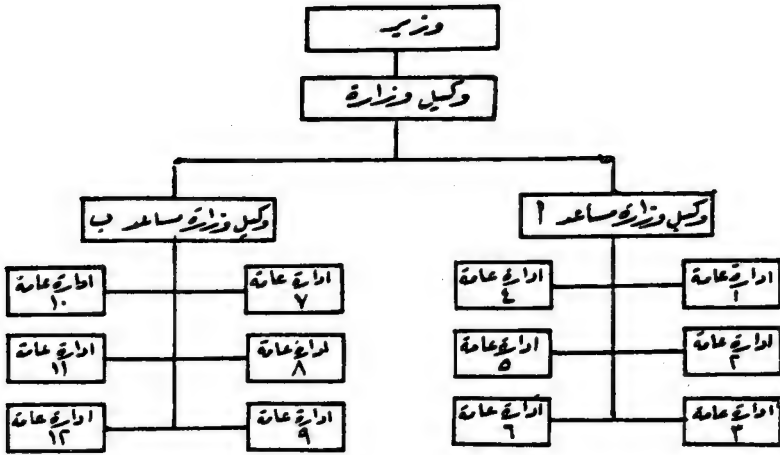 وزير
وكيل وزارة
وكيل وزارة مساعد أ
وكيل وزارة مساعد ب
ادارة عامة
١
ادارة عامة
٤
ادارة عامة
٧
ادارة عامة
١٠
ادارة عامة
٢
ادارة عامة
٥
ادارة عامة
٨
ادارة عامة
١١
ادارة عامة
٣
ادارة عامة
٦
ادارة عامة
٩
ادارة عامة
١٢